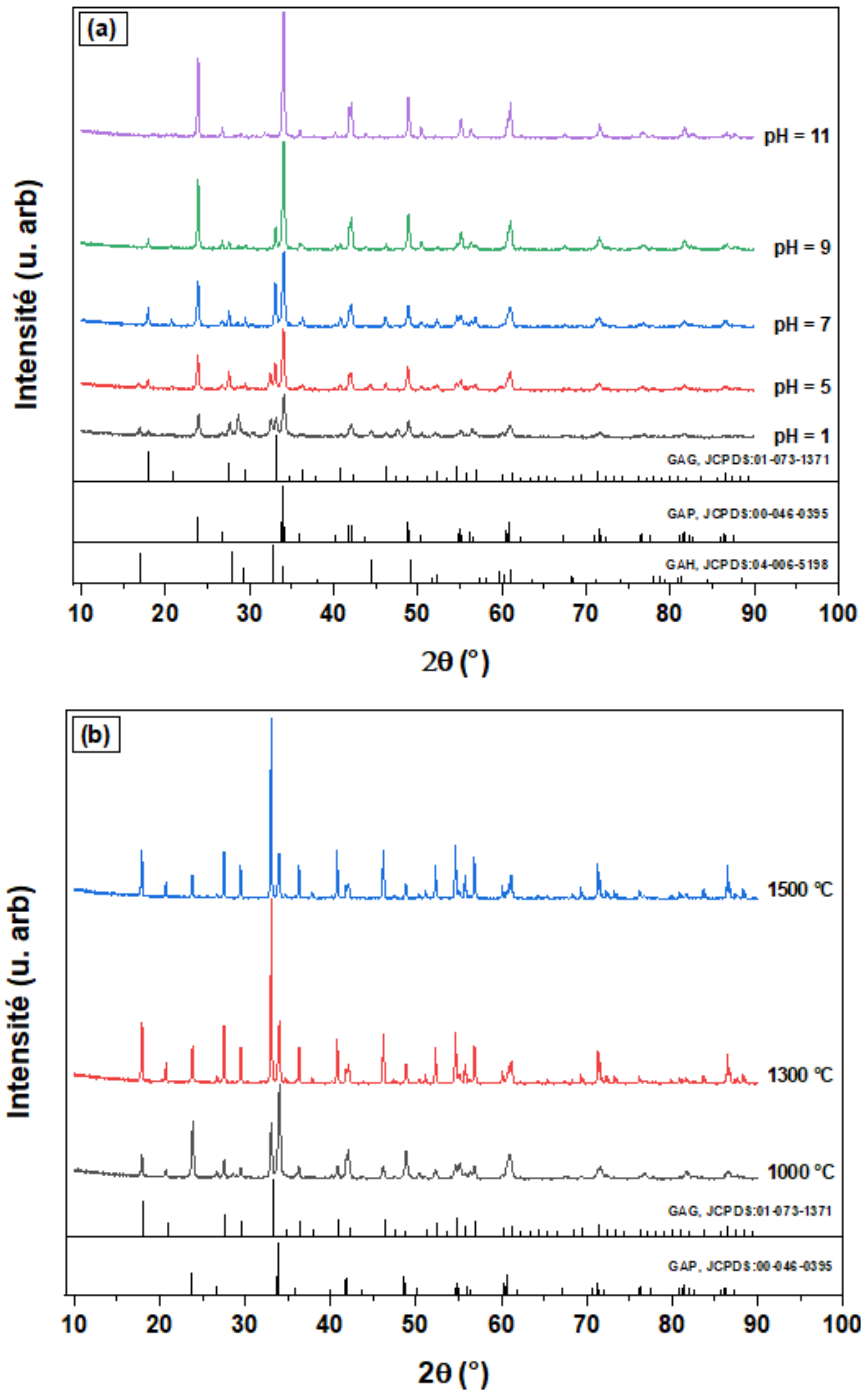 (a)
pH = 11
pH = 9
pH = 7
pH = 5
pH = 1
GAG, JCPDS:01-073-1371
GAP, JCPDS:00-046-0395
GAH, JCPDS:04-006-5198
Intensité (u. arb)
10 20 30 40 50 60 70 80 90 100
2θ (°)
(b)
1500 °C
1300 °C
1000 °C
GAG, JCPDS:01-073-1371
GAP, JCPDS:00-046-0395
Intensité (u. arb)
10 20 30 40 50 60 70 80 90 100
2θ (°)